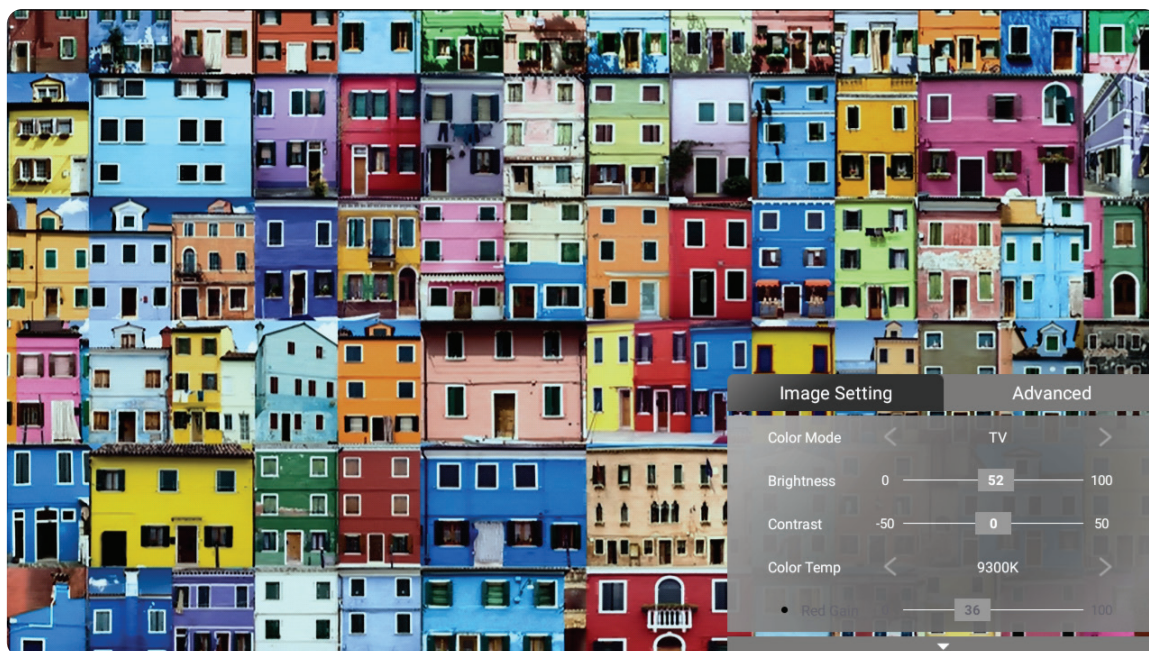 Image Setting Advanced
Color Mode TV
Brightness 0 52 100
Contrast -50 0 50
Color Temp 9300K
Red Gain 0 36 100